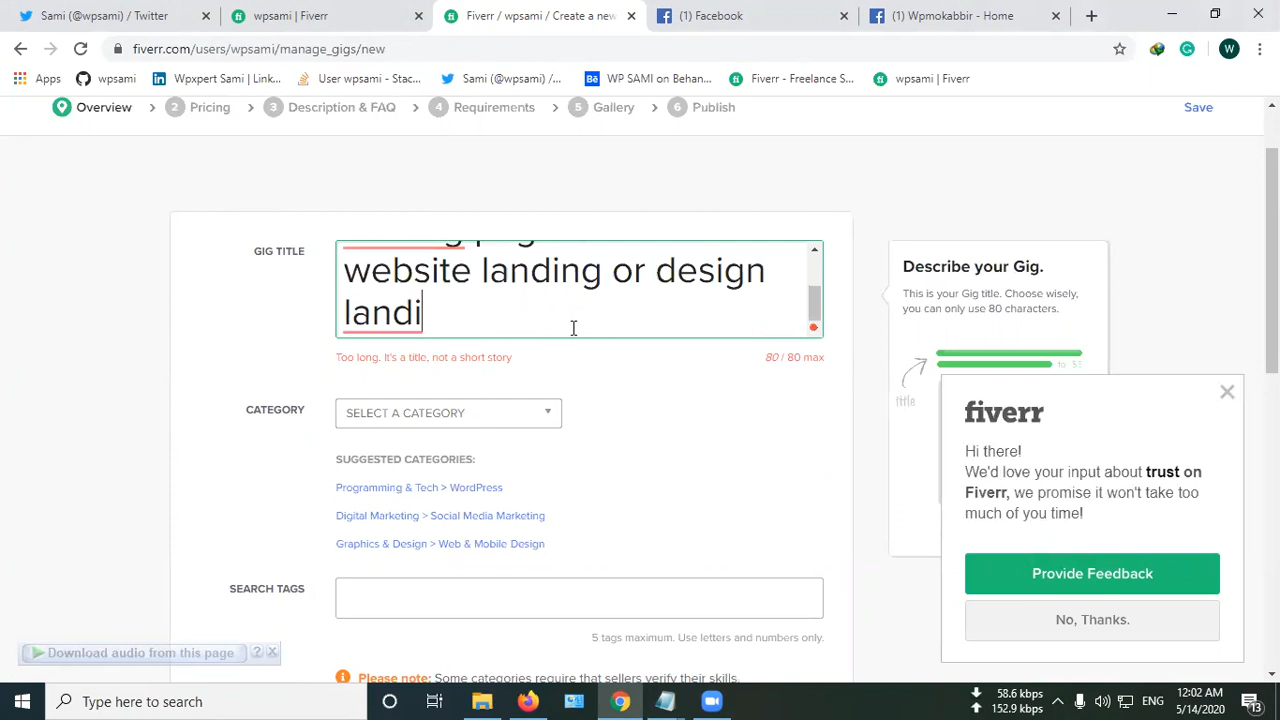 Sami (@wpsami) / Twitter
wpsami | Fiverr
Fiverr / wpsami / Create a new
(1) Facebook
(1) Wpmokabbir - Home
fiverr.com/users/wpsami/manage_gigs/new
W
Apps
wpsami
Wpxpert Sami | Link...
User wpsami - Stac...
Sami (@wpsami) /...
WP SAMI on Behan...
Fiverr - Freelance S...
wpsami | Fiverr
Overview
2 Pricing
3 Description & FAQ
4 Requirements
5 Gallery
6 Publish
Save
GIG TITLE
website landing or design
landi
Too long. It's a title, not a short story
80 / 80 max
CATEGORY
SELECT A CATEGORY
SUGGESTED CATEGORIES:
Programming & Tech > WordPress
Digital Marketing > Social Media Marketing
Graphics & Design > Web & Mobile Design
SEARCH TAGS
5 tags maximum. Use letters and numbers only.
Please note: Some categories require that sellers verify their skills.
Describe your Gig.
This is your Gig title. Choose wisely,
you can only use 80 characters.
title
fiverr
Hi there!
We'd love your input about trust on
Fiverr, we promise it won't take too
much of you time!
Provide Feedback
No, Thanks.
Download audio from this page
?
Type here to search
58.6 kbps
152.9 kbps
ENG
12:02 AM
5/14/2020
13